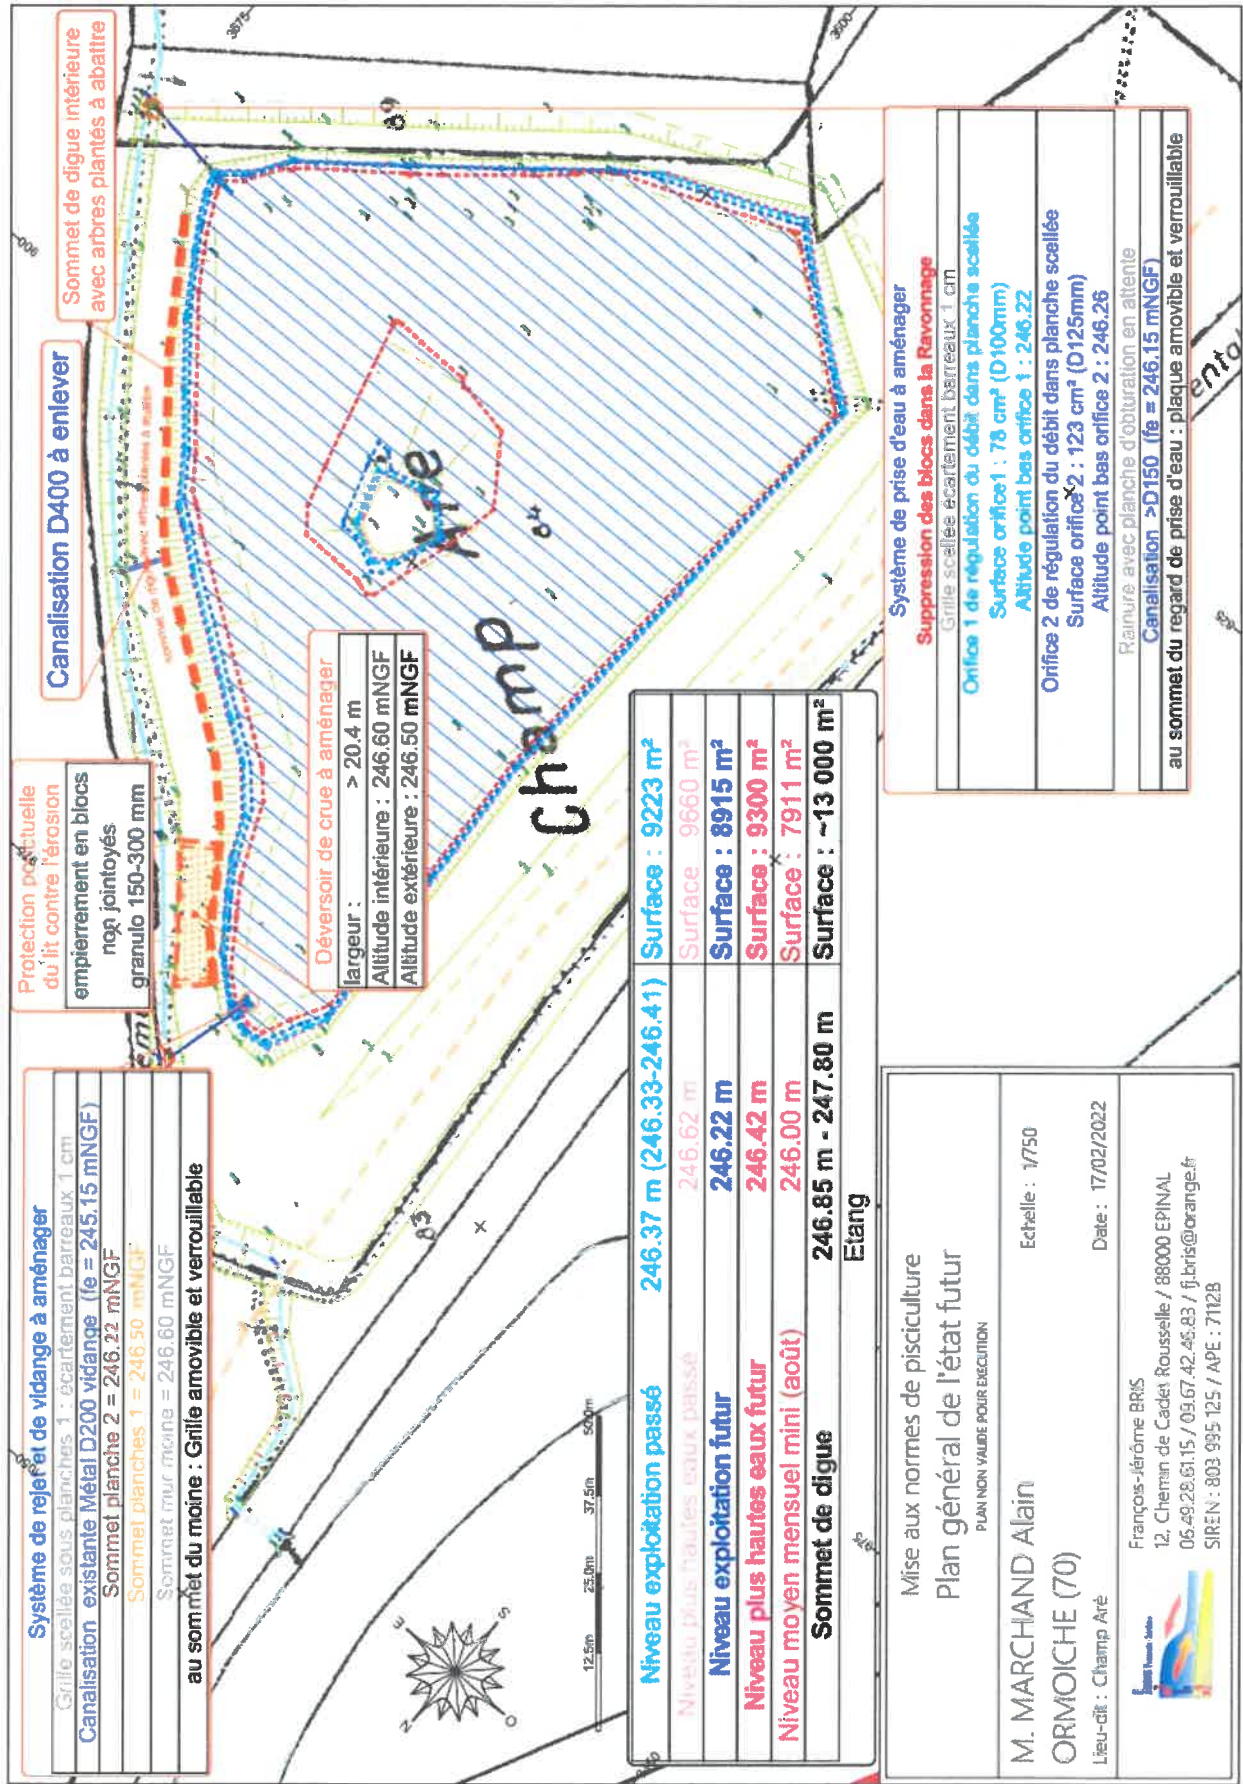 Système de rejet et de vidange à aménager
Grille scellée sous planches 1 : écartement barreaux 1 cm
Canalisation existante Métal D200 vidange (fe = 245.15 mNGF)
Sommet planche 2 = 246.22 mNGF
Sommet planches 1 = 246.50 mNGF
Sommet mur moine = 246.60 mNGF
au sommet du moine : Grille amovible et verrouillable
Protection ponctuelle
du lit contre l'érosion
empierrement en blocs
non jointoyés
granulo 150-300 mm
Canalisation D400 à enlever
Sommet de digue intérieure
avec arbres plantés à abattre
Déversoir de crue à aménager
largeur : > 20.4 m
Altitude intérieure : 246.60 mNGF
Altitude extérieure : 246.50 mNGF
Champ Aré
84
89
83
900
3675
3600
625
975
Niveau exploitation passé 246.37 m (246.33-246.41) Surface : 9223 m²
Niveau plus hautes eaux passé 246.62 m Surface 9660 m²
Niveau exploitation futur 246.22 m Surface : 8915 m²
Niveau plus hautes eaux futur 246.42 m Surface : 9300 m²
Niveau moyen mensuel mini (août) 246.00 m Surface : 7911 m²
Sommet de digue 246.85 m - 247.80 m Surface : ~13 000 m²
Etang
Système de prise d'eau à aménager
Suppression des blocs dans la Ravonnage
Grille scellée écartement barreaux 1 cm
Orifice 1 de régulation du débit dans planche scellée
Surface orifice1 : 78 cm² (D100mm)
Altitude point bas orifice 1 : 246.22
Orifice 2 de régulation du débit dans planche scellée
Surface orifice 2 : 123 cm² (D125mm)
Altitude point bas orifice 2 : 246.26
Rainure avec planche d'obturation en attente
Canalisation >D150 (fe = 246.15 mNGF)
au sommet du regard de prise d'eau : plaque amovible et verrouillable
N
E
S
O
12.5m 25.0m 37.5m 50.0m
Mise aux normes de pisciculture
Plan général de l'état futur
PLAN NON VALIDE POUR EXECUTION
M. MARCHAND Alain
Echelle : 1/750
ORMOICHE (70)
Lieu-dit : Champ Aré
Date : 17/02/2022
François-Jérôme BRIS
12, Chemin de Cadet Rousselle / 88000 EPINAL
06.49.28.61.15 / 09.67.42.46.83 / fj.bris@orange.fr
SIREN : 803 995 125 / APE : 7112B